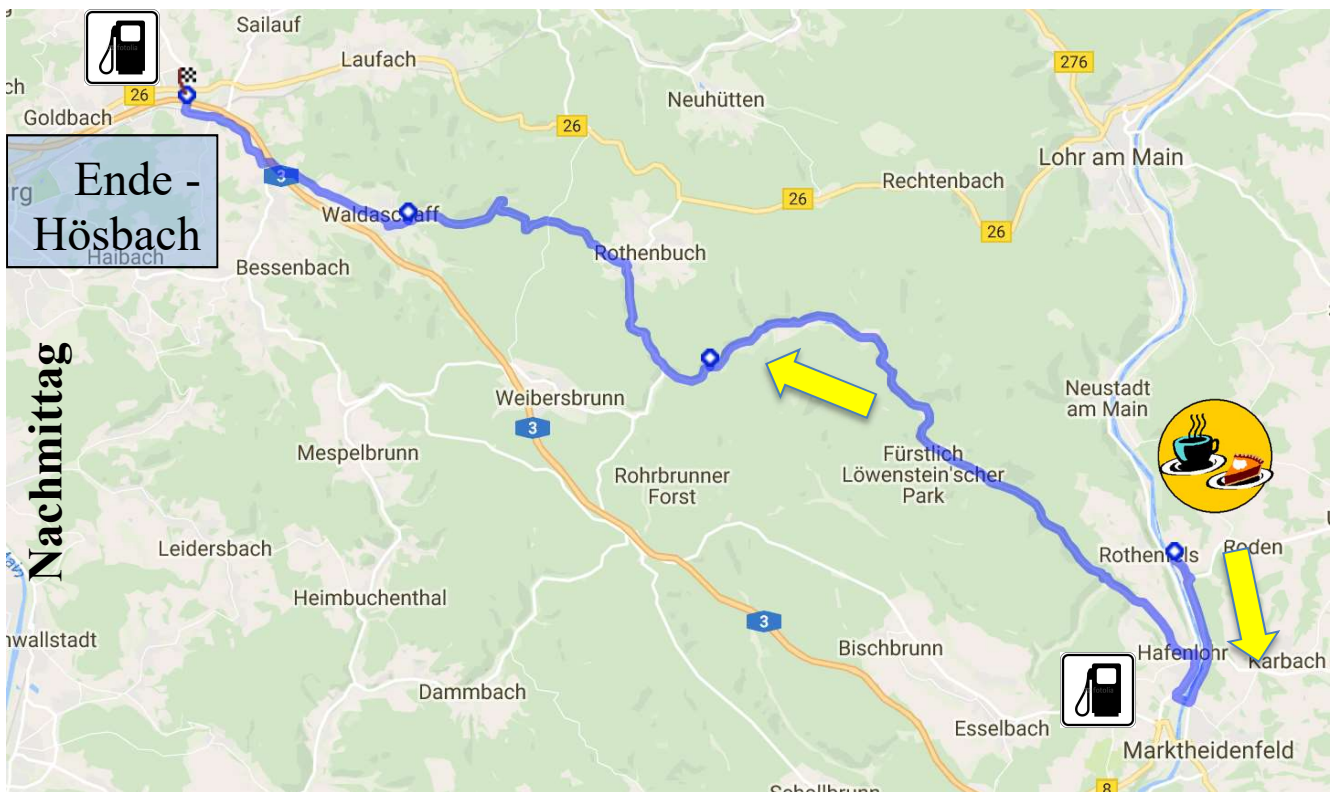 Sailauf
Laufach
276
Neuhütten
26
Goldbach
26
Lohr am Main
Ende -
Hösbach
3
Rechtenbach
26
26
Waldaschaff
Haibach
Bessenbach
Rothenbuch
Nachmittag
Weibersbrunn
3
Neustadt
am Main
Mespelbrunn
Fürstlich
Löwenstein'scher
Park
Rohrbrunner
Forst
Leidersbach
Rothenfels
Roden
Heimbuchenthal
3
Bischbrunn
Hafenlohr
Karbach
Dammbach
Esselbach
Marktheidenfeld
8